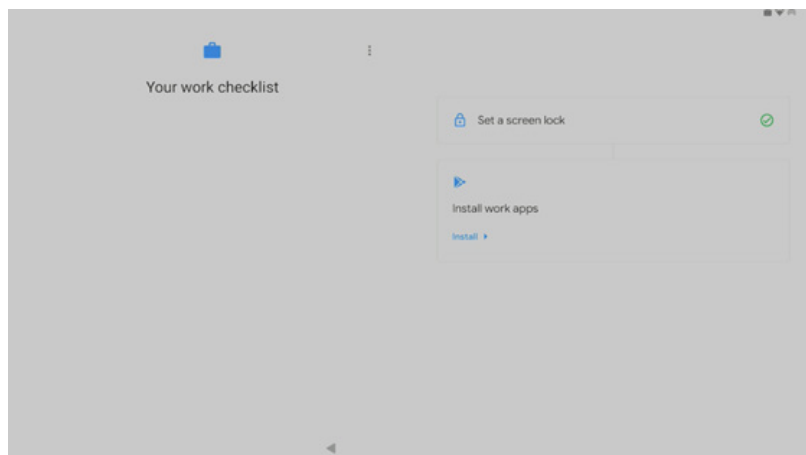 Your work checklist
Set a screen lock
Install work apps
Install